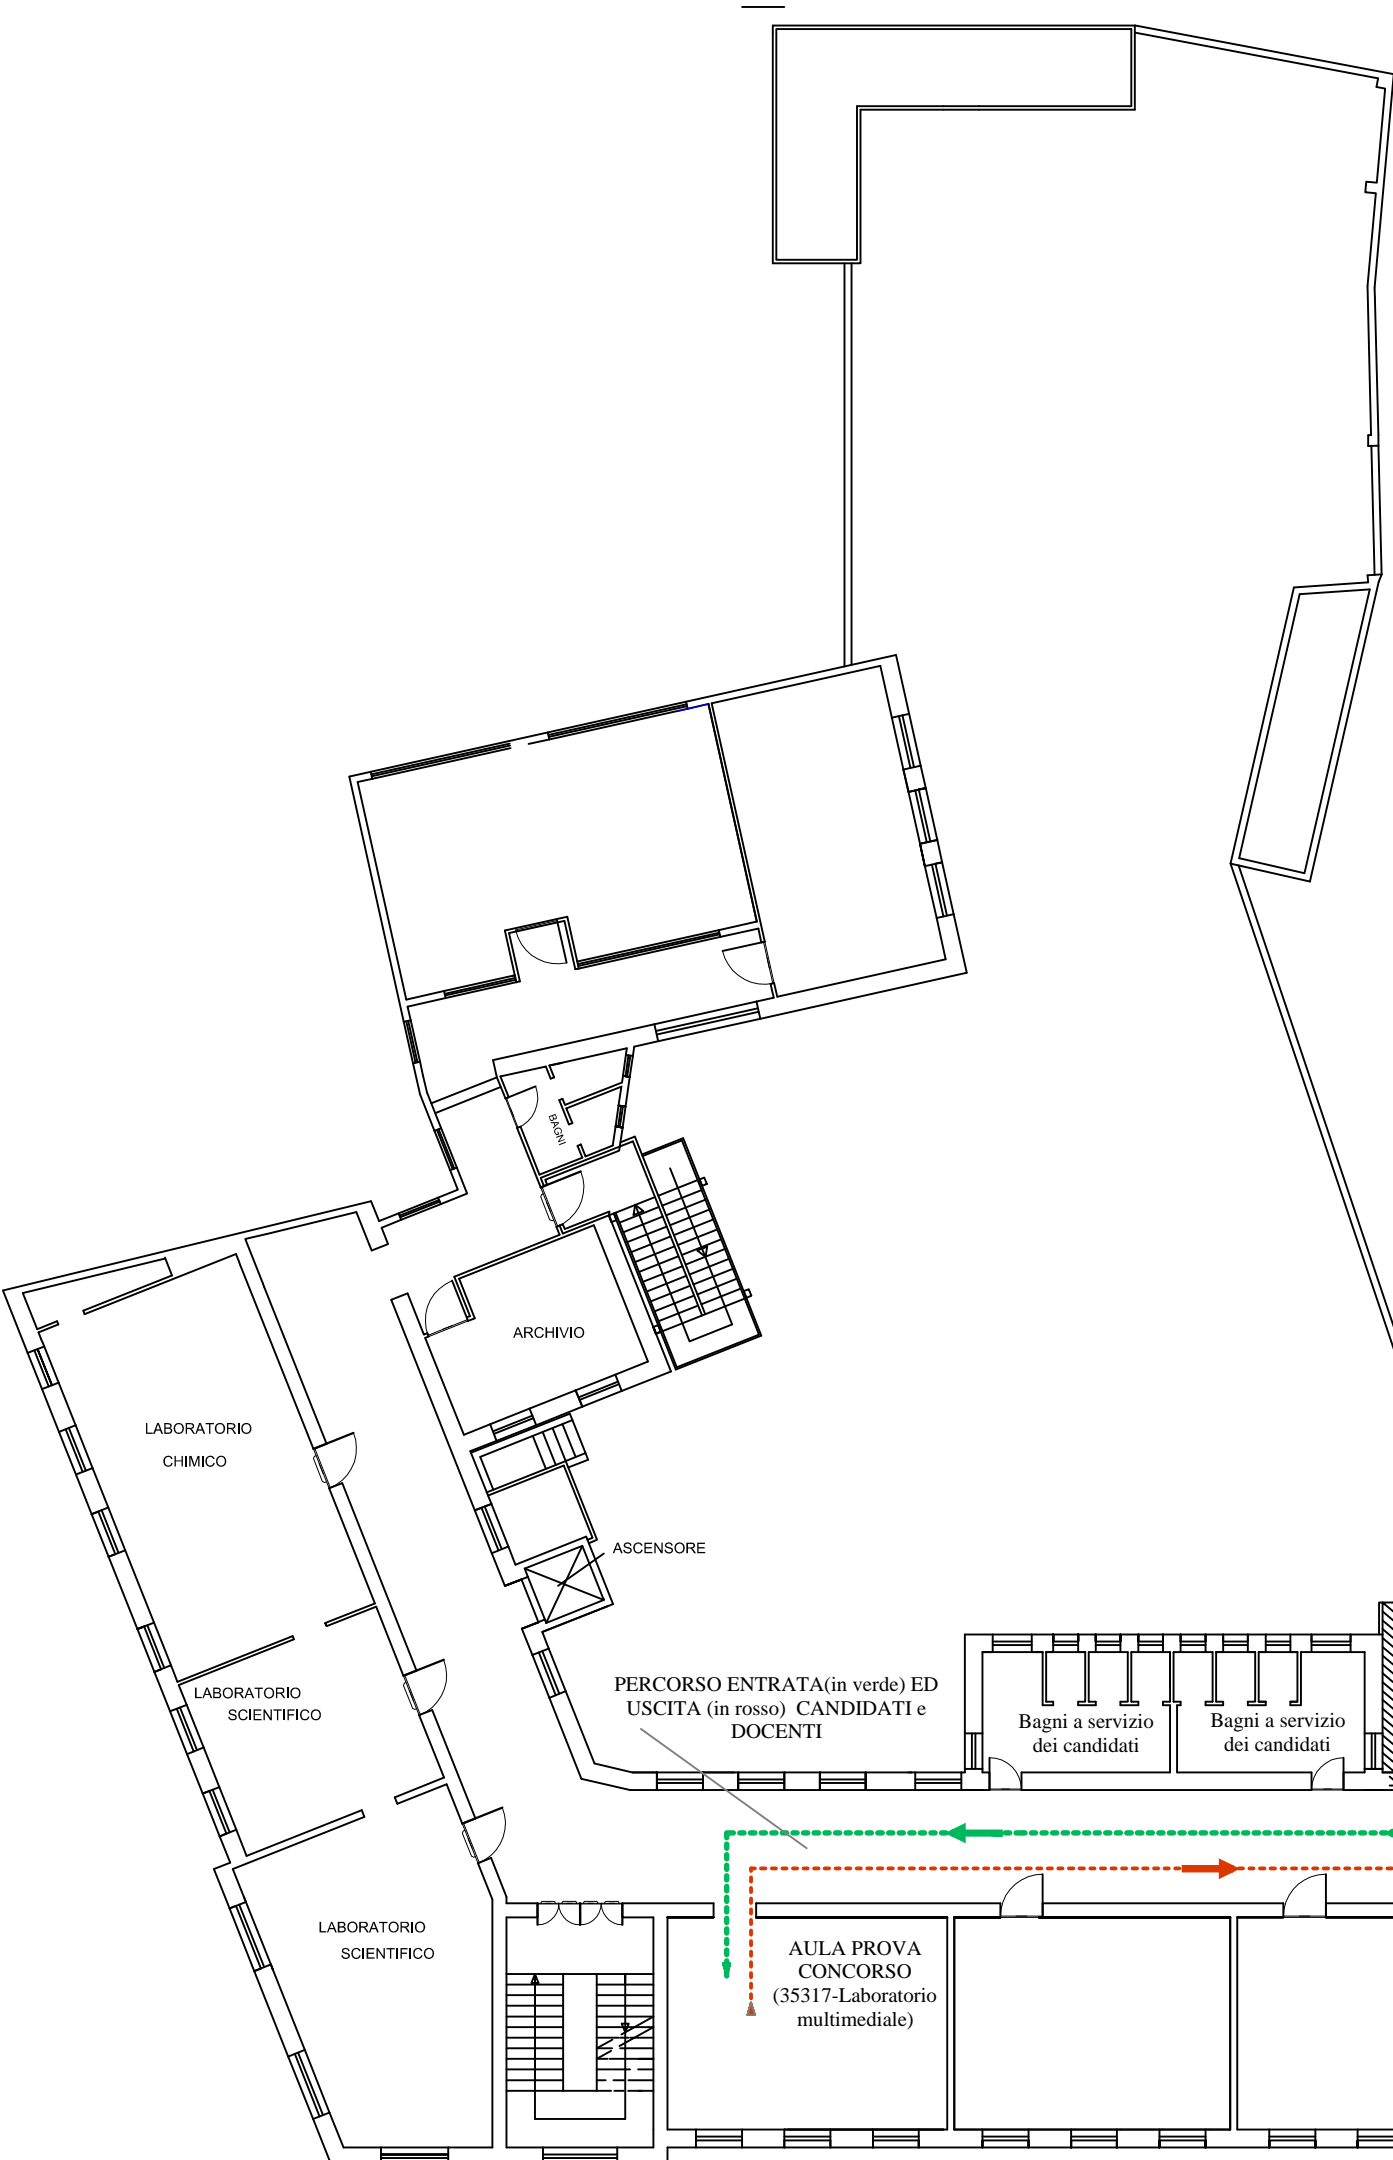 BAGNI
ARCHIVIO
LABORATORIO
CHIMICO
ASCENSORE
LABORATORIO
SCIENTIFICO
PERCORSO ENTRATA(in verde) ED
USCITA (in rosso) CANDIDATI e
DOCENTI
Bagni a servizio
dei candidati
Bagni a servizio
dei candidati
LABORATORIO
SCIENTIFICO
AULA PROVA
CONCORSO
(35317-Laboratorio
multimediale)